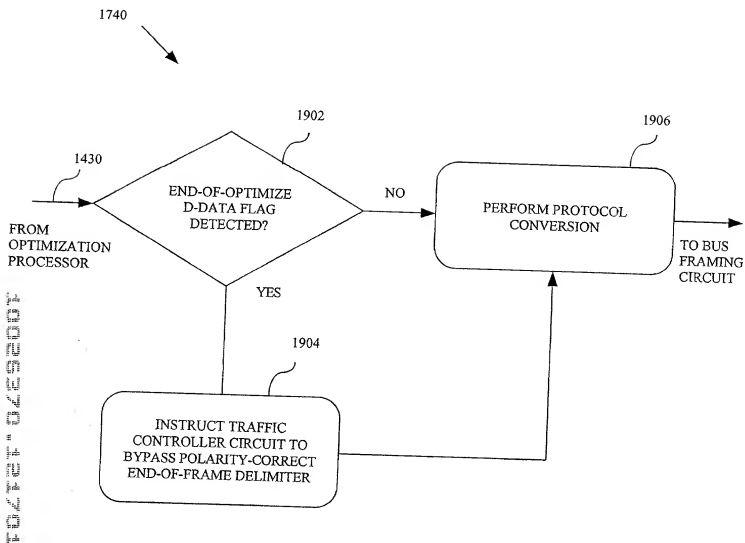 1740
1902
1906
1430
END-OF-OPTIMIZE
D-DATA FLAG
DETECTED?
NO
PERFORM PROTOCOL
CONVERSION
FROM
OPTIMIZATION
PROCESSOR
TO BUS
FRAMING
CIRCUIT
YES
1904
INSTRUCT TRAFFIC
CONTROLLER CIRCUIT TO
BYPASS POLARITY-CORRECT
END-OF-FRAME DELIMITER